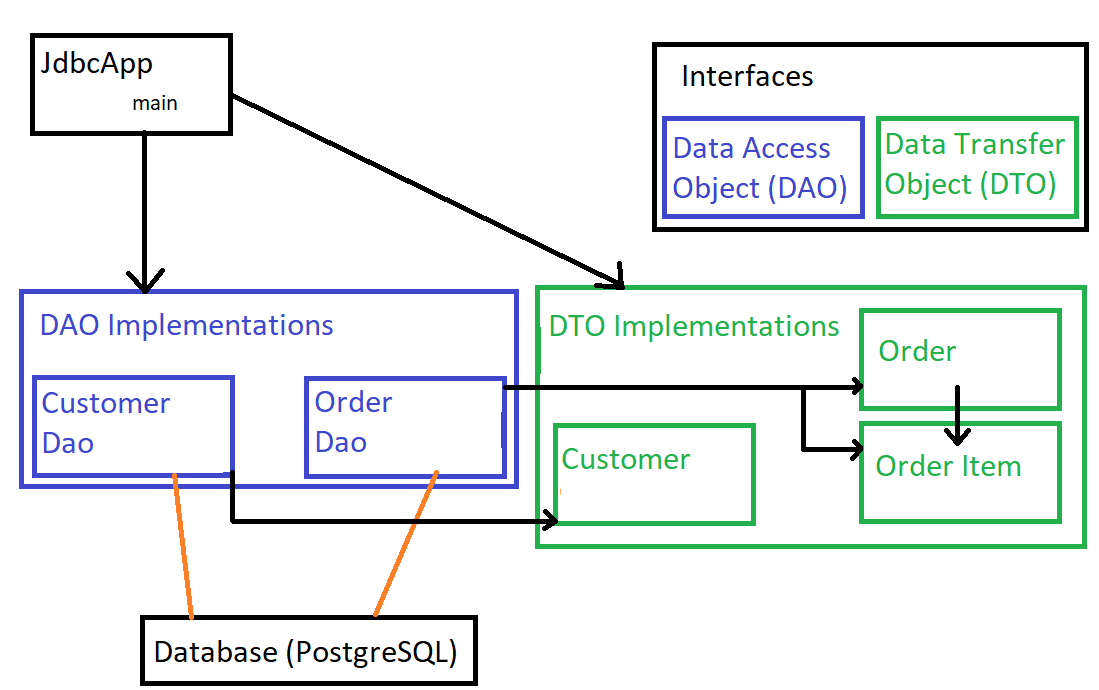 JdbcApp
main
Interfaces
Data Access
Object (DAO)
Data Transfer
Object (DTO)
DAO Implementations
Customer
Dao
Order
Dao
DTO Implementations
Order
Customer
Order Item
Database (PostgreSQL)